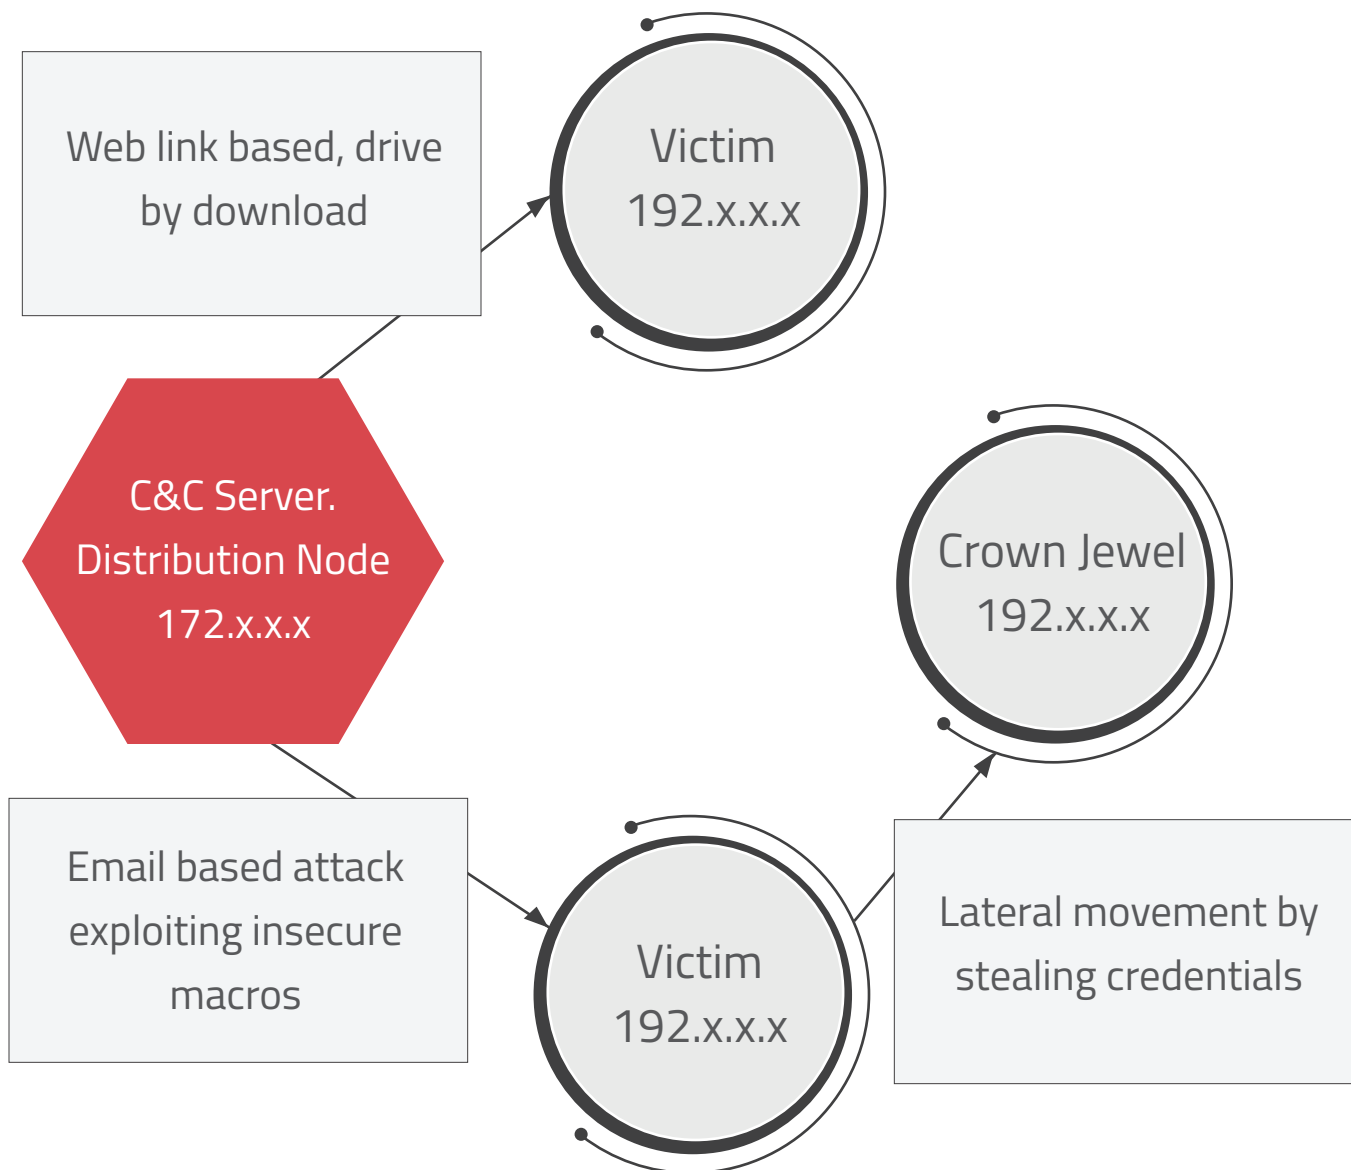 Web link based, drive
by download
Victim
192.x.x.x
C&C Server.
Distribution Node
172.x.x.x
Crown Jewel
192.x.x.x
Email based attack
exploiting insecure
macros
Victim
192.x.x.x
Lateral movement by
stealing credentials